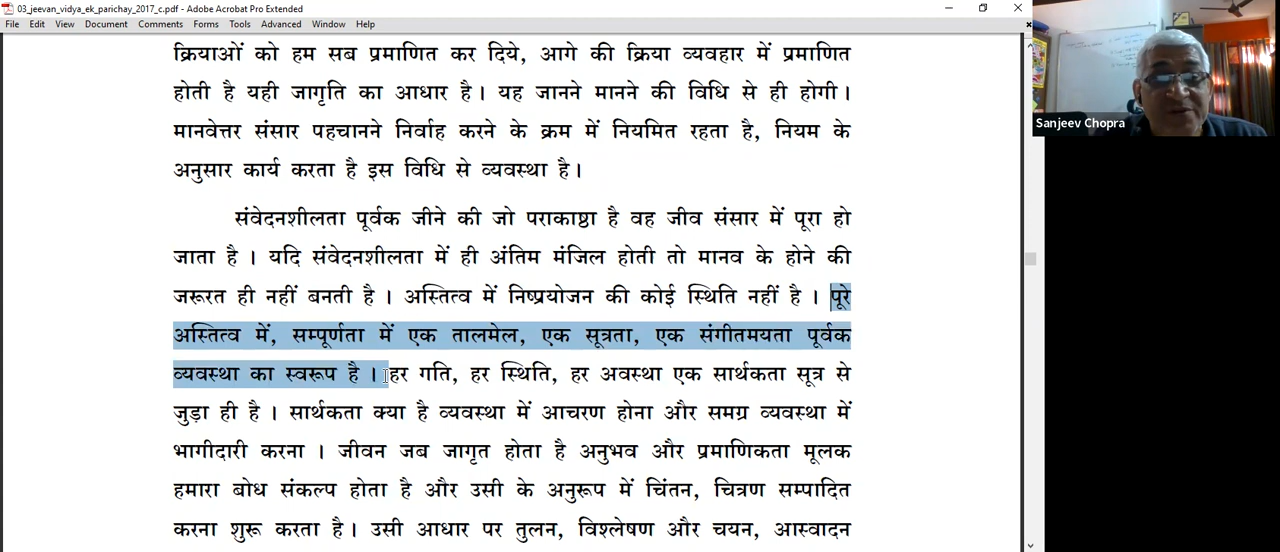 03_jeevan_vidya_ek_parichay_2017_c.pdf - Adobe Acrobat Pro Extended
File Edit View Document Comments Forms Tools Advanced Window Help
क्रियाओं को हम सब प्रमाणित कर दिये, आगे की क्रिया व्यवहार में प्रमाणित
होती है यही जागृति का आधार है। यह जानने मानने की विधि से ही होगी।
मानवेत्तर संसार पहचानने निर्वाह करने के क्रम में नियमित रहता है, नियम के
अनुसार कार्य करता है इस विधि से व्यवस्था है।
संवेदनशीलता पूर्वक जीने की जो पराकाष्ठा है वह जीव संसार में पूरा हो
जाता है । यदि संवेदनशीलता में ही अंतिम मंजिल होती तो मानव के होने की
जरूरत ही नहीं बनती है । अस्तित्व में निष्प्रयोजन की कोई स्थिति नहीं है । पूरे
अस्तित्व में, सम्पूर्णता में एक तालमेल, एक सूत्रता, एक संगीतमयता पूर्वक
व्यवस्था का स्वरूप है । हर गति, हर स्थिति, हर अवस्था एक सार्थकता सूत्र से
जुड़ा ही है । सार्थकता क्या है व्यवस्था में आचरण होना और समग्र व्यवस्था में
भागीदारी करना । जीवन जब जागृत होता है अनुभव और प्रमाणिकता मूलक
हमारा बोध संकल्प होता है और उसी के अनुरूप में चिंतन, चित्रण सम्पादित
करना शुरू करता है। उसी आधार पर तुलन, विश्लेषण और चयन, आस्वादन
Sanjeev Chopra